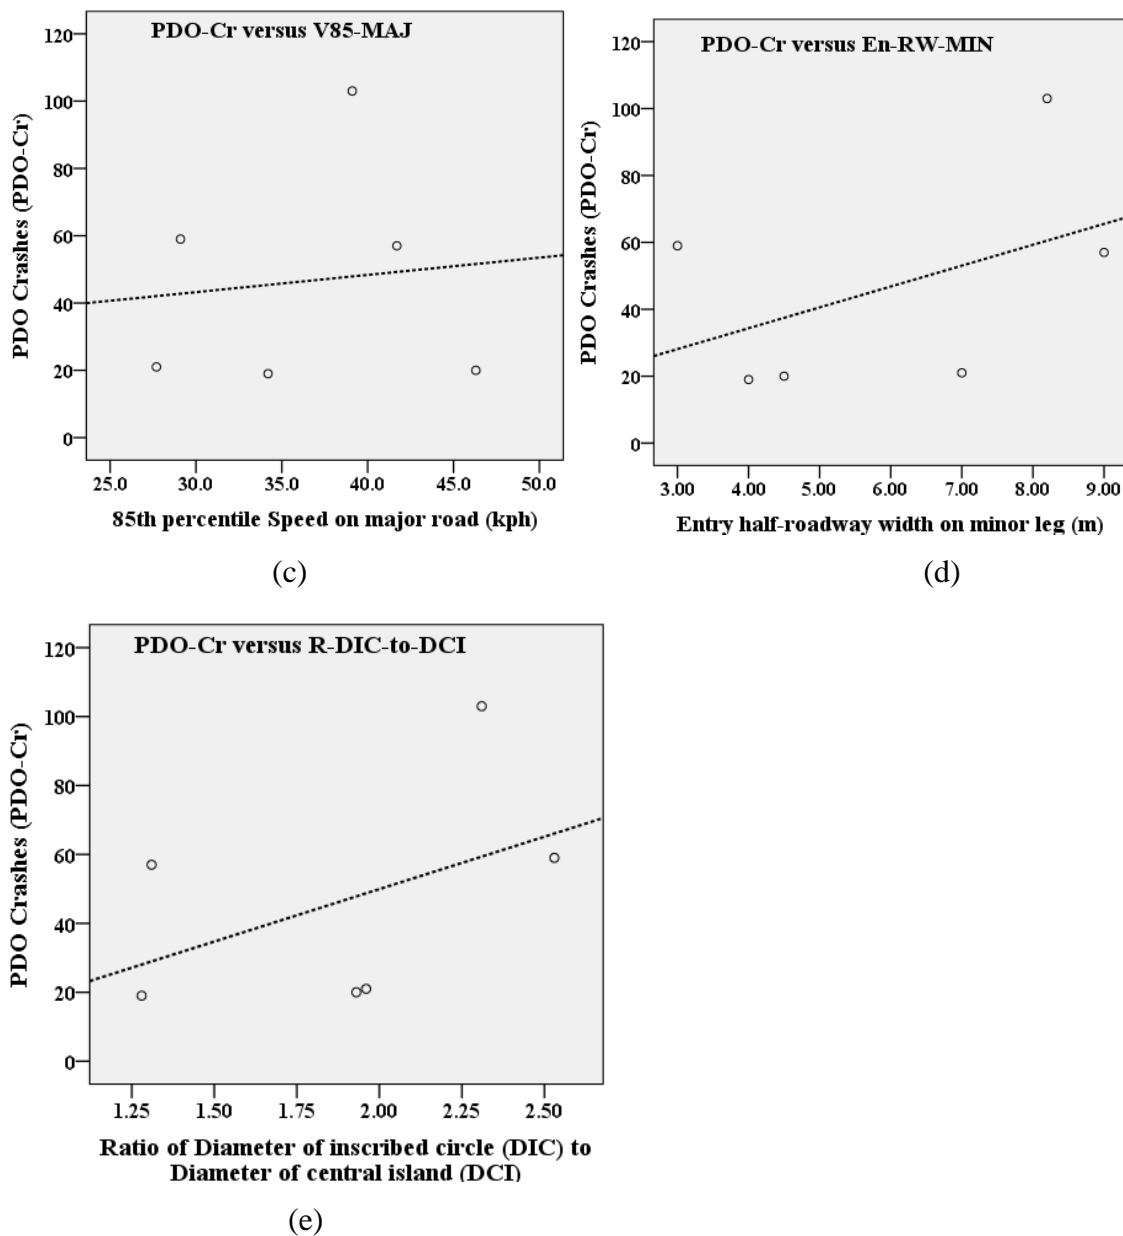 PDO-Cr versus V85-MAJ
PDO Crashes (PDO-Cr)
120
100
80
60
40
20
0
25.0 30.0 35.0 40.0 45.0 50.0
85th percentile Speed on major road (kph)
(c)
PDO-Cr versus En-RW-MIN
PDO Crashes (PDO-Cr)
120
100
80
60
40
20
0
3.00 4.00 5.00 6.00 7.00 8.00 9.00
Entry half-roadway width on minor leg (m)
(d)
PDO-Cr versus R-DIC-to-DCI
PDO Crashes (PDO-Cr)
120
100
80
60
40
20
0
1.25 1.50 1.75 2.00 2.25 2.50
Ratio of Diameter of inscribed circle (DIC) to
Diameter of central island (DCI)
(e)